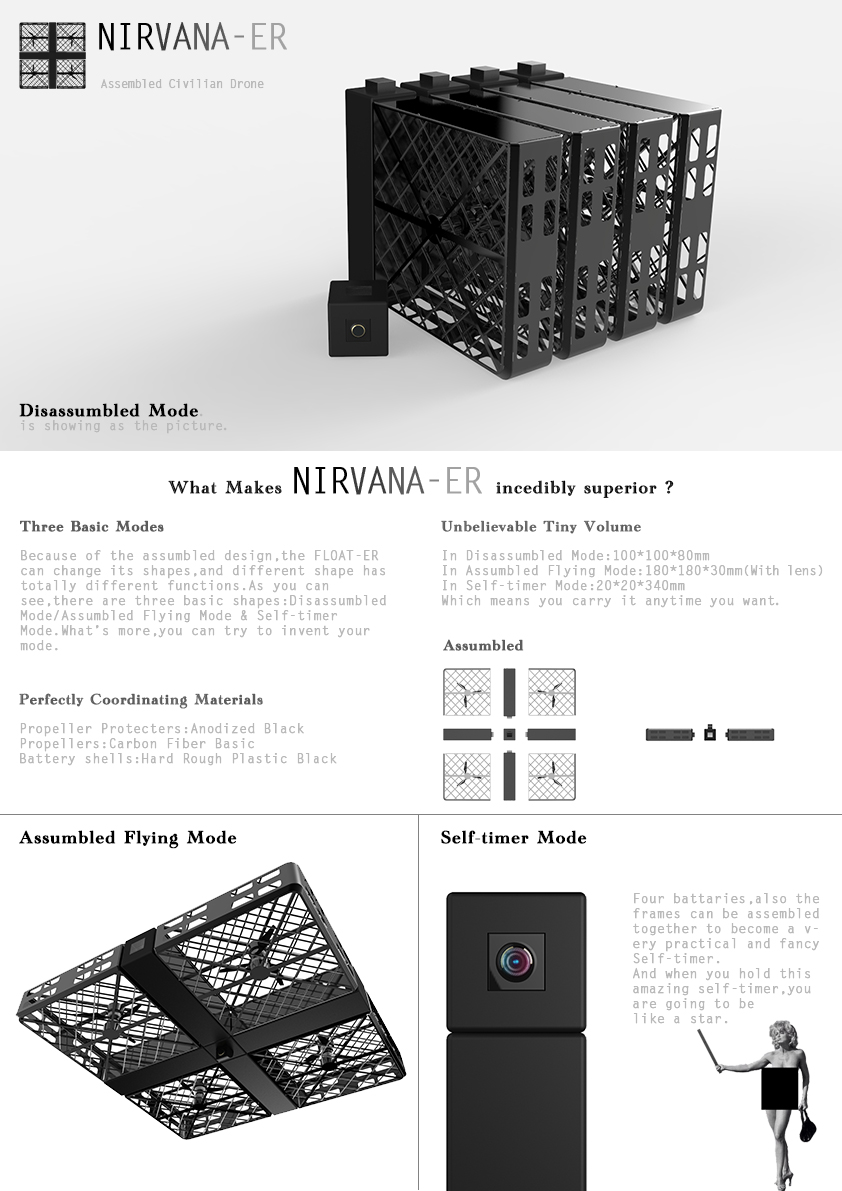 NIRVANA-ER
Assembled Civilian Drone
Disassumbled Mode.
is showing as the picture.
What Makes NIRVANA-ER incedibly superior ?
Three Basic Modes
Because of the assumbled design,the FLOAT-ER
can change its shapes,and different shape has
totally different functions.As you can
see,there are three basic shapes:Disassumbled
Mode/Assumbled Flying Mode & Self-timer
Mode.What's more,you can try to invent your
mode.
Perfectly Coordinating Materials
Propeller Protecters:Anodized Black
Propellers:Carbon Fiber Basic
Battery shells:Hard Rough Plastic Black
Unbelievable Tiny Volume
In Disassumbled Mode:100*100*80mm
In Assumbled Flying Mode:180*180*30mm(With lens)
In Self-timer Mode:20*20*340mm
Which means you carry it anytime you want.
Assumbled
Assumbled Flying Mode
Self-timer Mode
Four battaries,also the
frames can be assembled
together to become a v-
ery practical and fancy
Self-timer.
And when you hold this
amazing self-timer,you
are going to be
like a star.